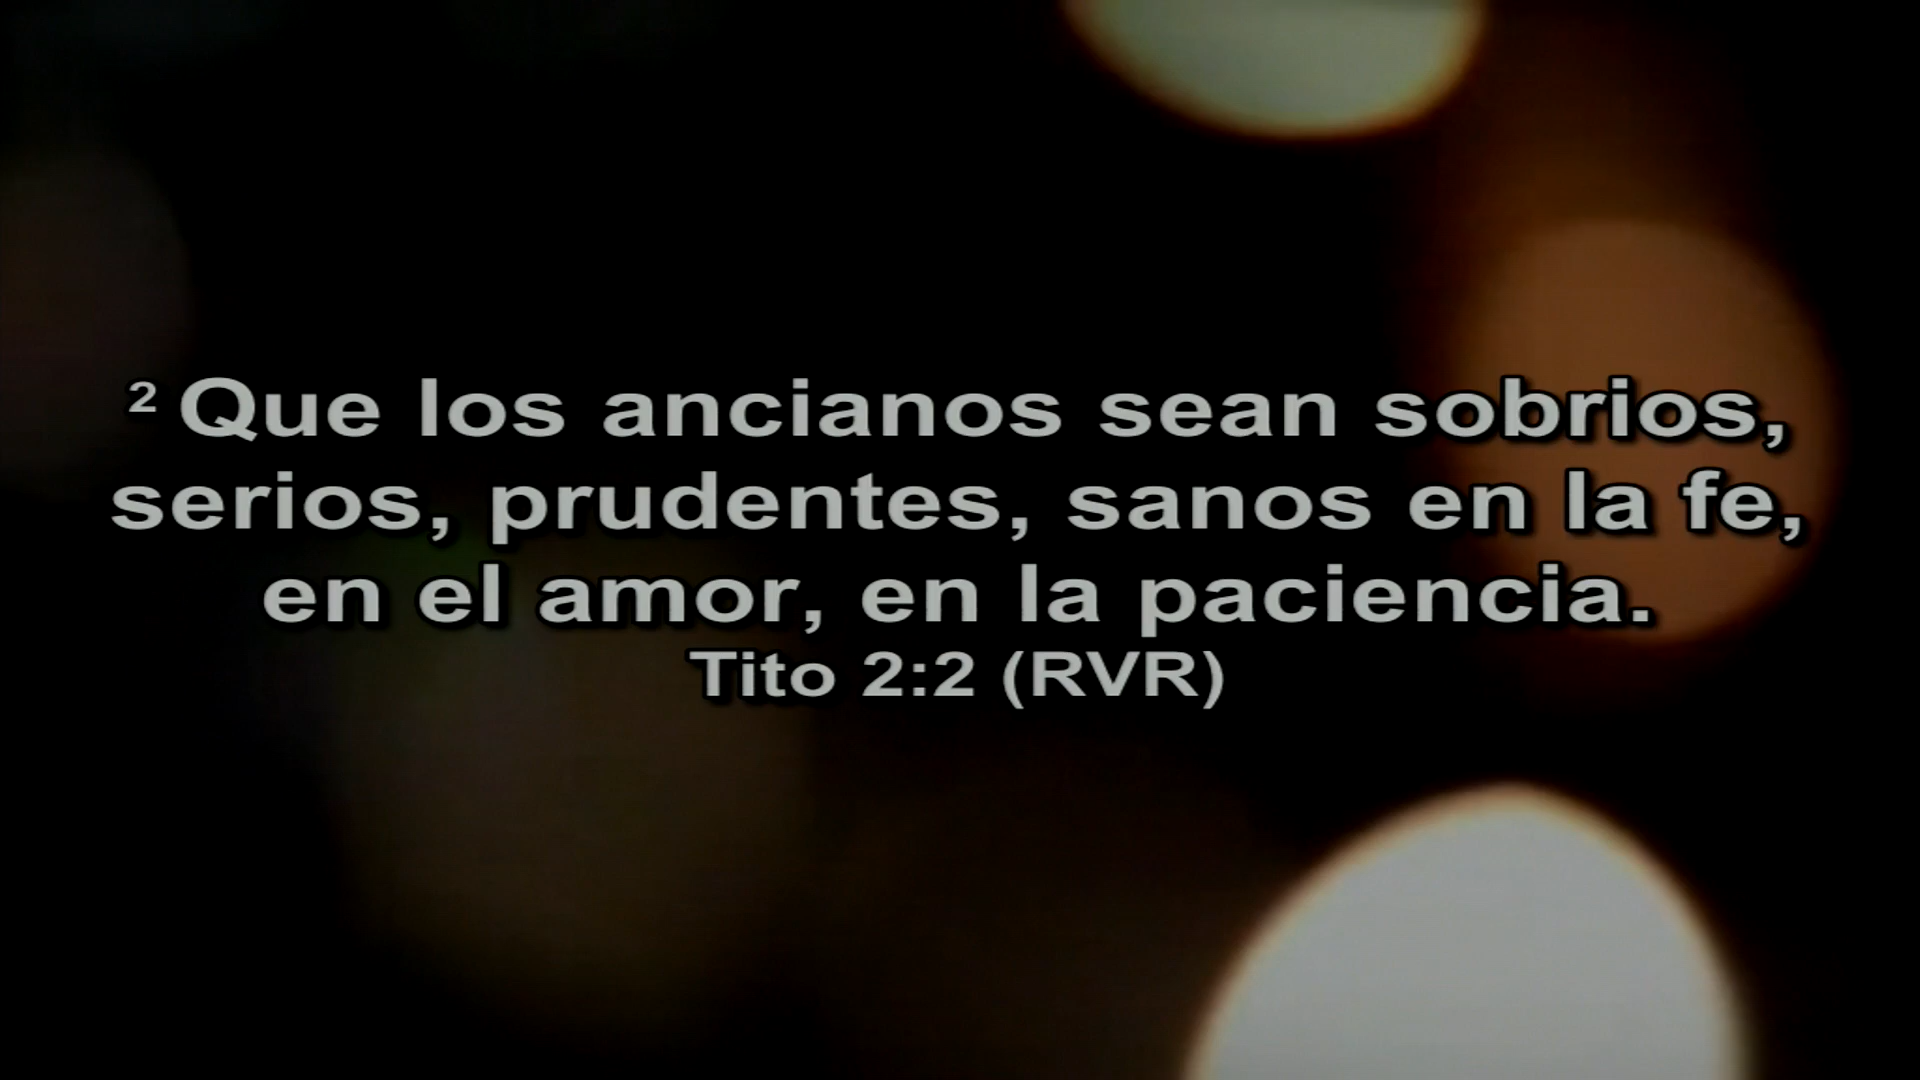 ² Que los ancianos sean sobrios,
serios, prudentes, sanos en la fe,
en el amor, en la paciencia.
Tito 2:2 (RVR)